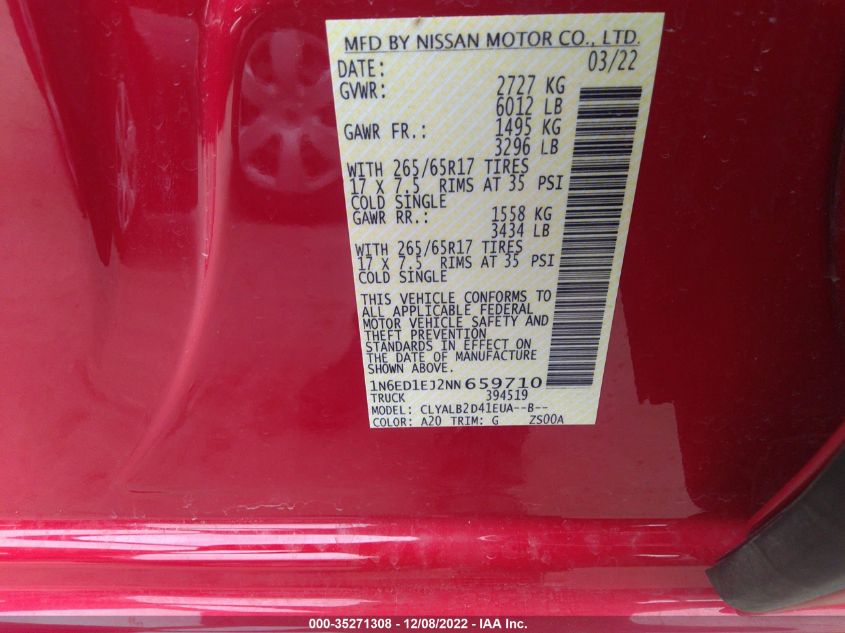 MFD BY NISSAN MOTOR CO., LTD.
DATE: 03/22
GVWR: 2727 KG
6012 LB
GAWR FR.: 1495 KG
3296 LB
WITH 265/65R17 TIRES
17 X 7.5 RIMS AT 35 PSI
COLD SINGLE
GAWR RR.: 1558 KG
3434 LB
WITH 265/65R17 TIRES
17 X 7.5 RIMS AT 35 PSI
COLD SINGLE
THIS VEHICLE CONFORMS TO
ALL APPLICABLE FEDERAL
MOTOR VEHICLE SAFETY AND
THEFT PREVENTION
STANDARDS IN EFFECT ON
THE DATE OF MANUFACTURE
SHOWN ABOVE.
1N6ED1EJ2NN659710
TRUCK 394519
MODEL: CLYALB2D41EUA--B--
COLOR: A20 TRIM: G ZS00A
000-35271308 - 12/08/2022 - IAA Inc.